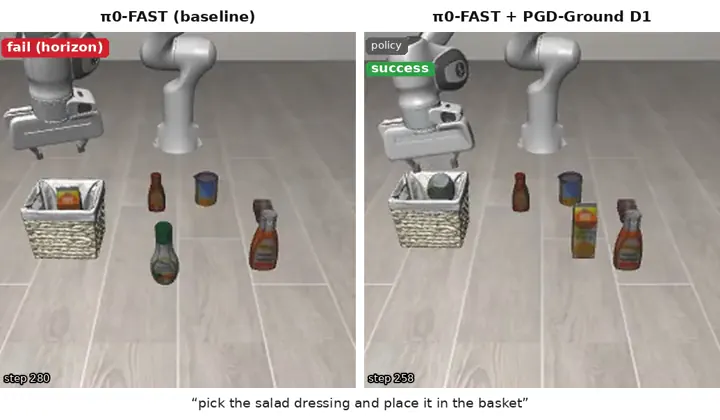 π0-FAST (baseline)
π0-FAST + PGD-Ground D1
fail (horizon)
policy
success
step 280
step 258
“pick the salad dressing and place it in the basket”